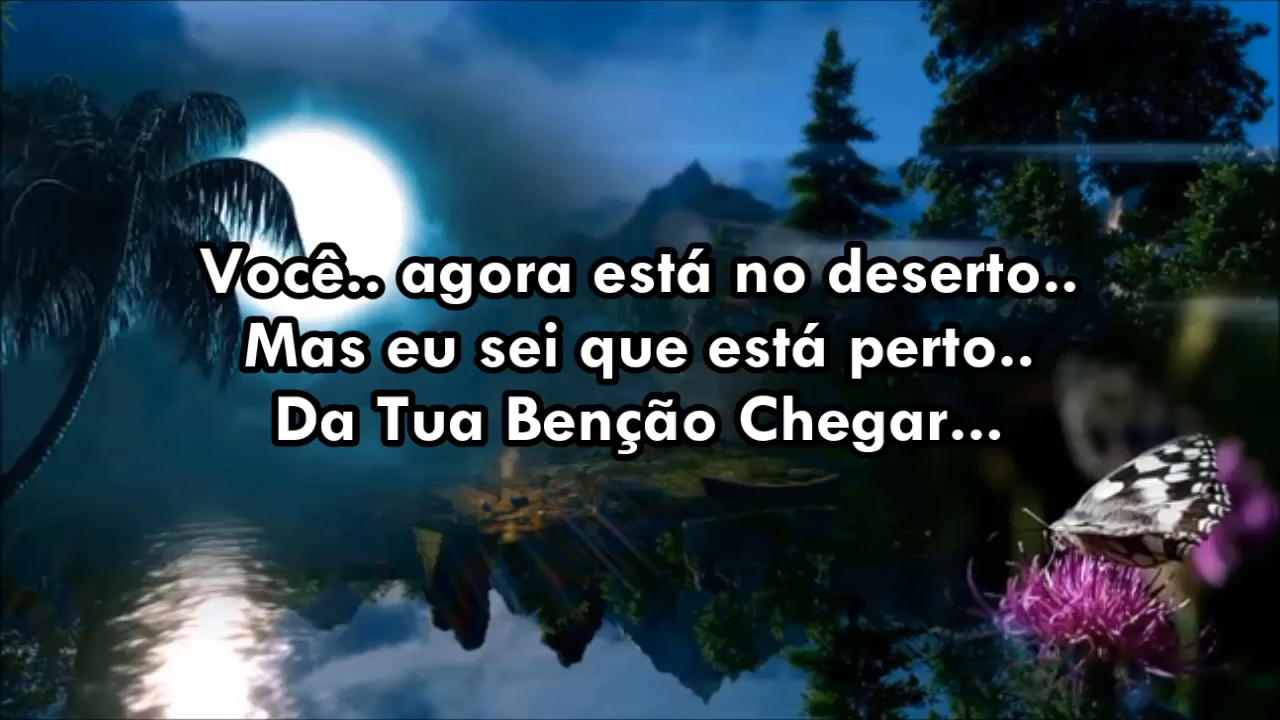 Você.. agora está no deserto..
Mas eu sei que está perto..
Da Tua Benção Chegar...